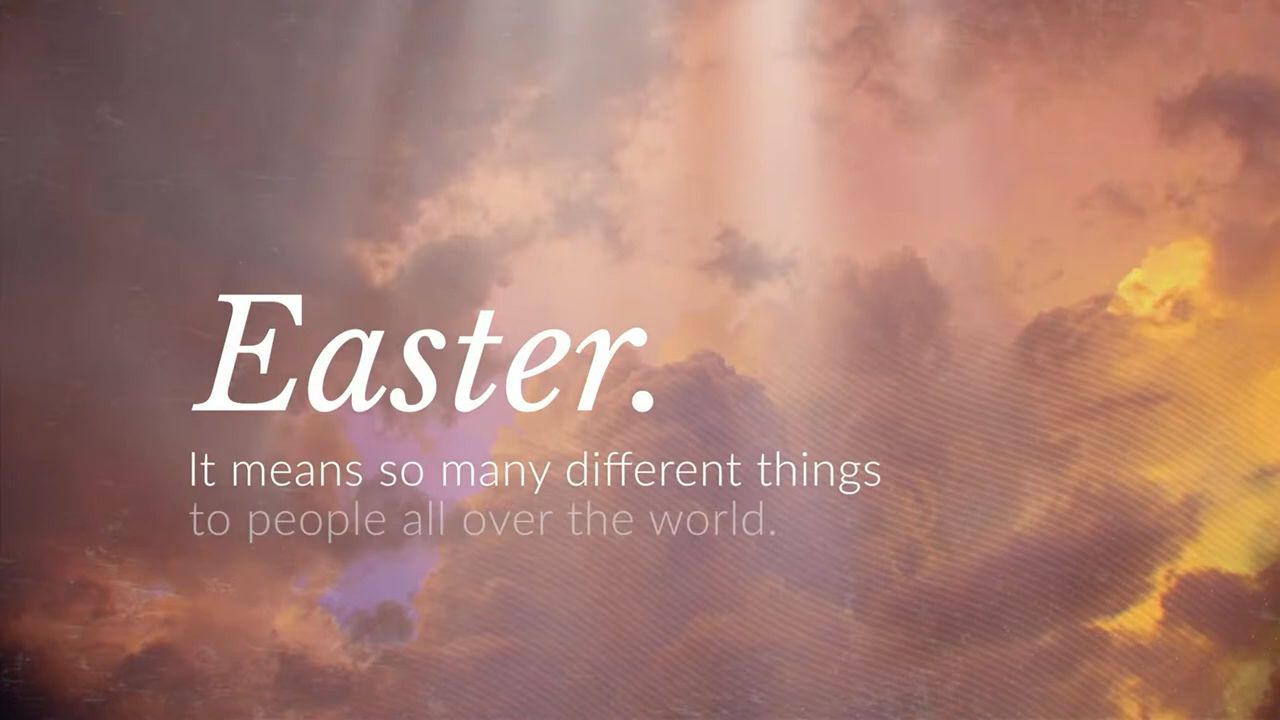 Easter.
It means so many different things
to people all over the world.